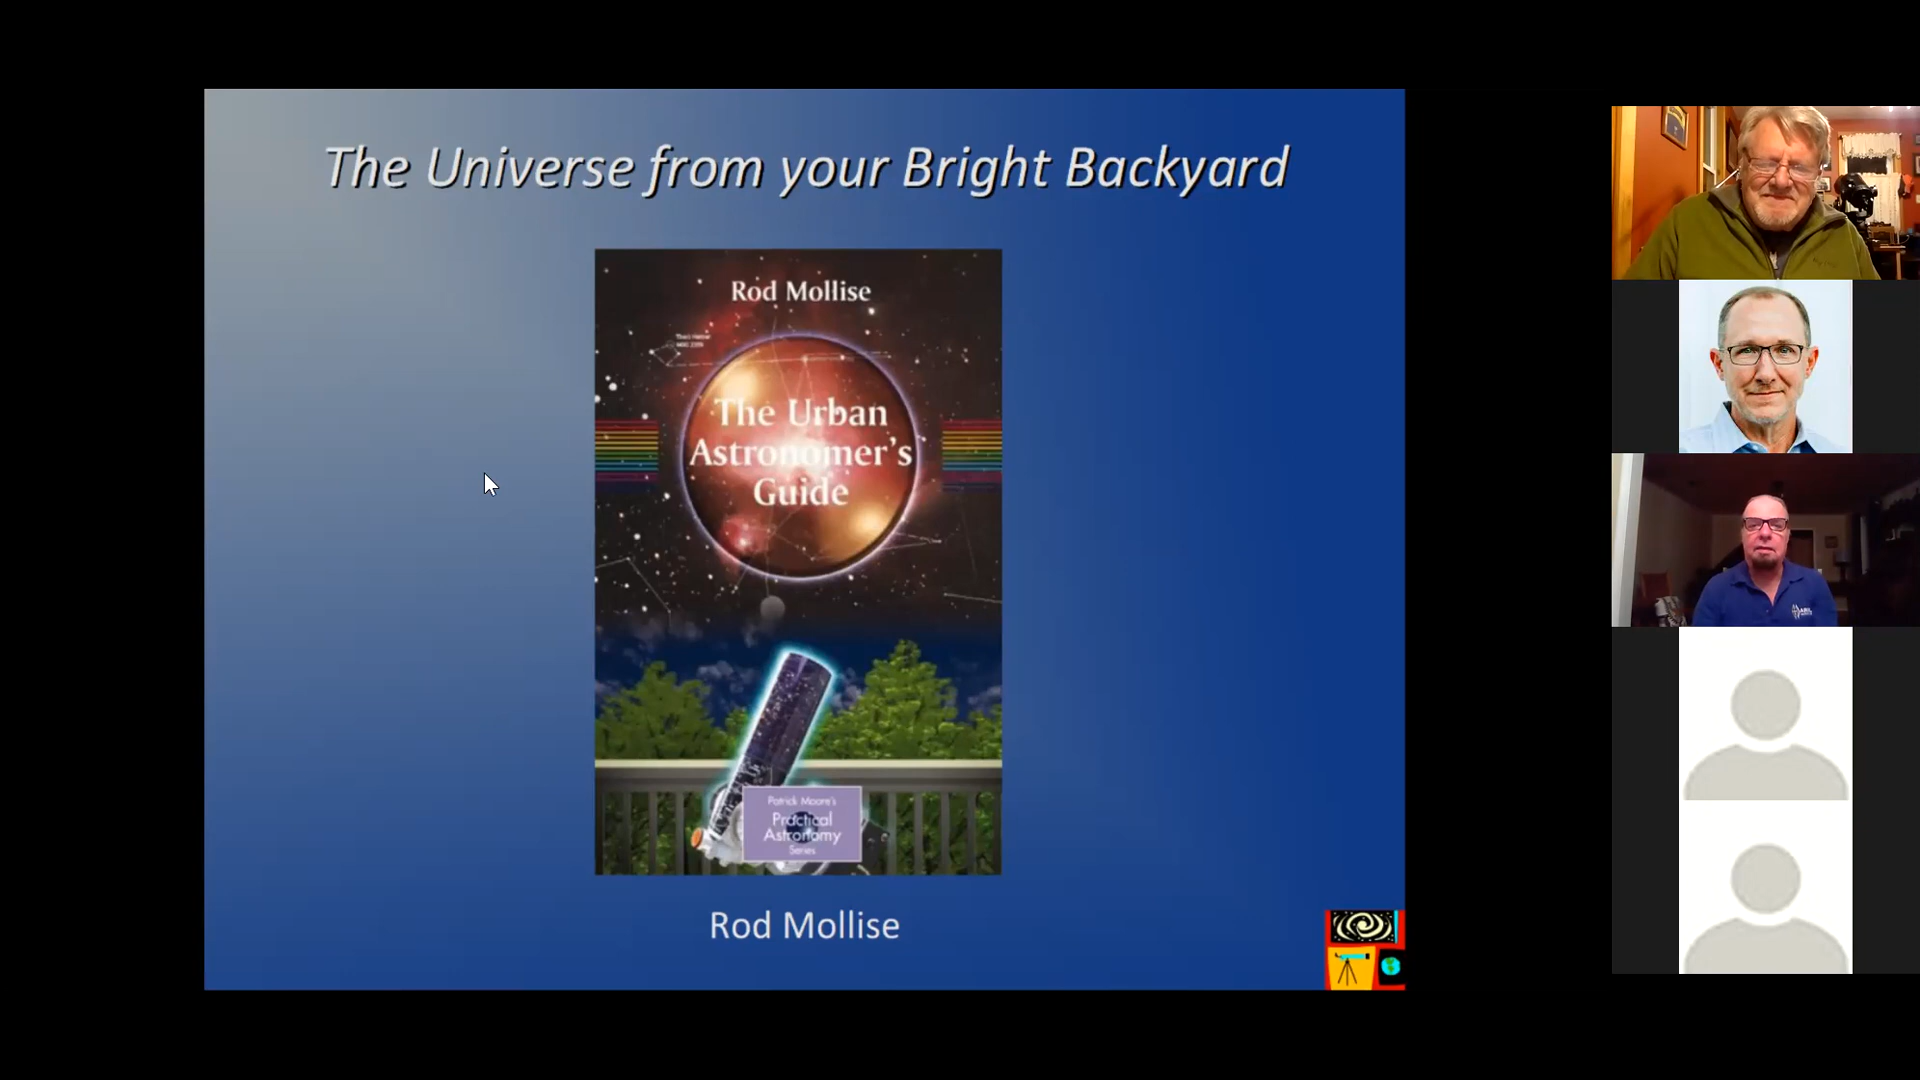 The Universe from your Bright Backyard
Rod Mollise
The Urban
Astronomer's
Guide
Patrick Moore's
Practical
Astronomy
Series
Rod Mollise